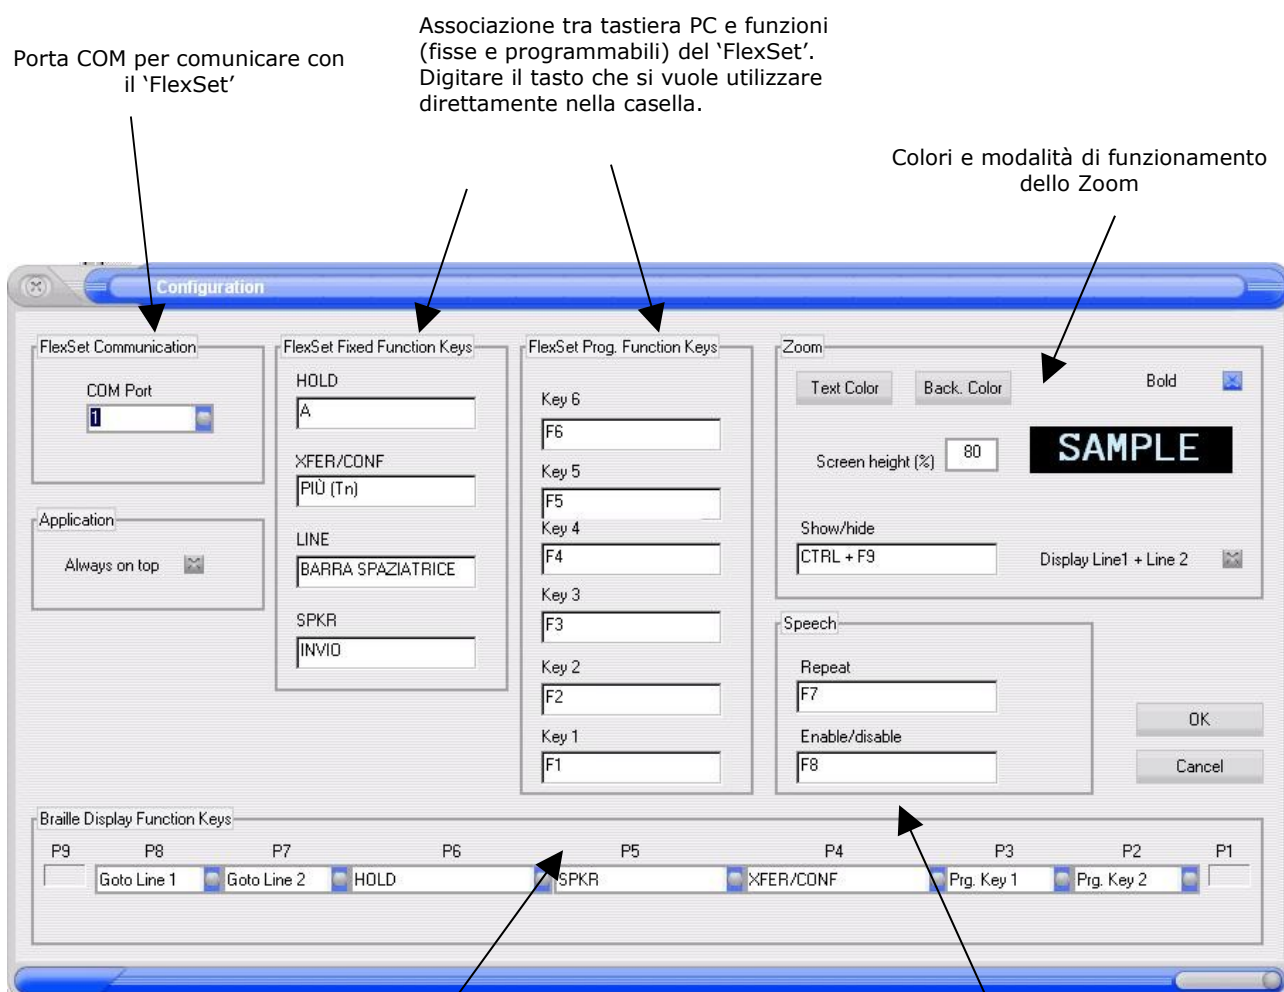 Associazione tra tastiera PC e funzioni
(fisse e programmabili) del ‘FlexSet’.
Digitare il tasto che si vuole utilizzare
direttamente nella casella.
Porta COM per comunicare con
il ‘FlexSet’
Colori e modalità di funzionamento
dello Zoom
Configuration
FlexSet Communication
COM Port
1
Application
Always on top
FlexSet Fixed Function Keys
HOLD
A
XFER/CONF
PIÙ (Tn)
LINE
BARRA SPAZIATRICE
SPKR
INVIO
FlexSet Prog. Function Keys
Key 6
F6
Key 5
F5
Key 4
F4
Key 3
F3
Key 2
F2
Key 1
F1
Zoom
Text Color
Back. Color
Bold
Screen height (%)
80
SAMPLE
Show/hide
CTRL + F9
Display Line1 + Line 2
Speech
Repeat
F7
Enable/disable
F8
OK
Cancel
Braille Display Function Keys
P9 P8 P7 P6 P5 P4 P3 P2 P1
Goto Line 1 Goto Line 2 HOLD SPKR XFER/CONF Prg. Key 1 Prg. Key 2